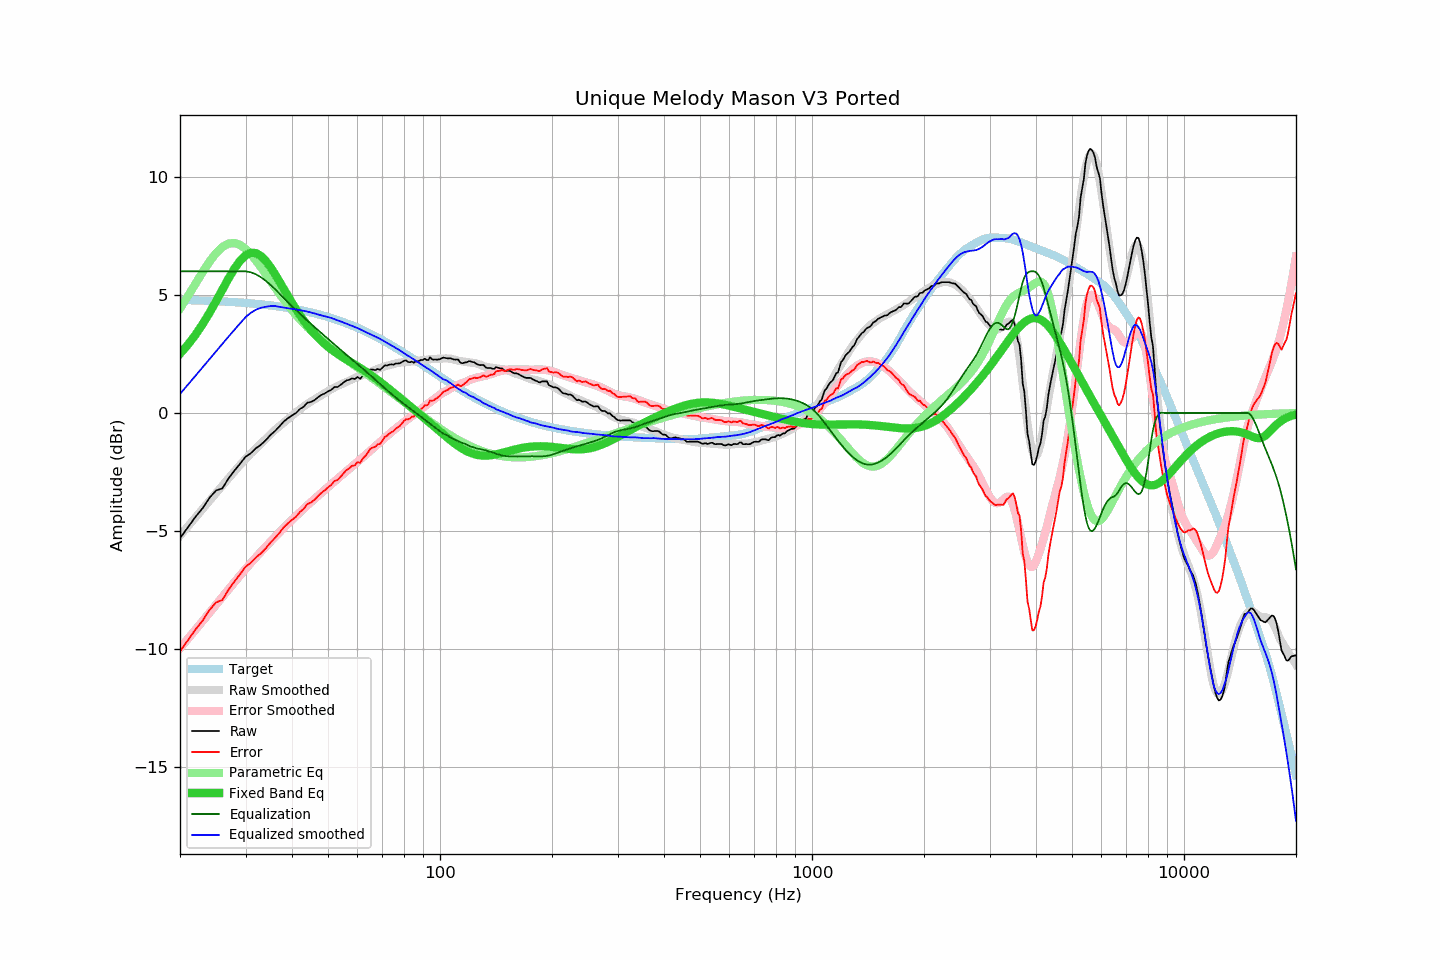 Unique Melody Mason V3 Ported
10
5
0
−5
−10
−15
Amplitude (dBr)
Target
Raw Smoothed
Error Smoothed
Raw
Error
Parametric Eq
Fixed Band Eq
Equalization
Equalized smoothed
100
1000
10000
Frequency (Hz)